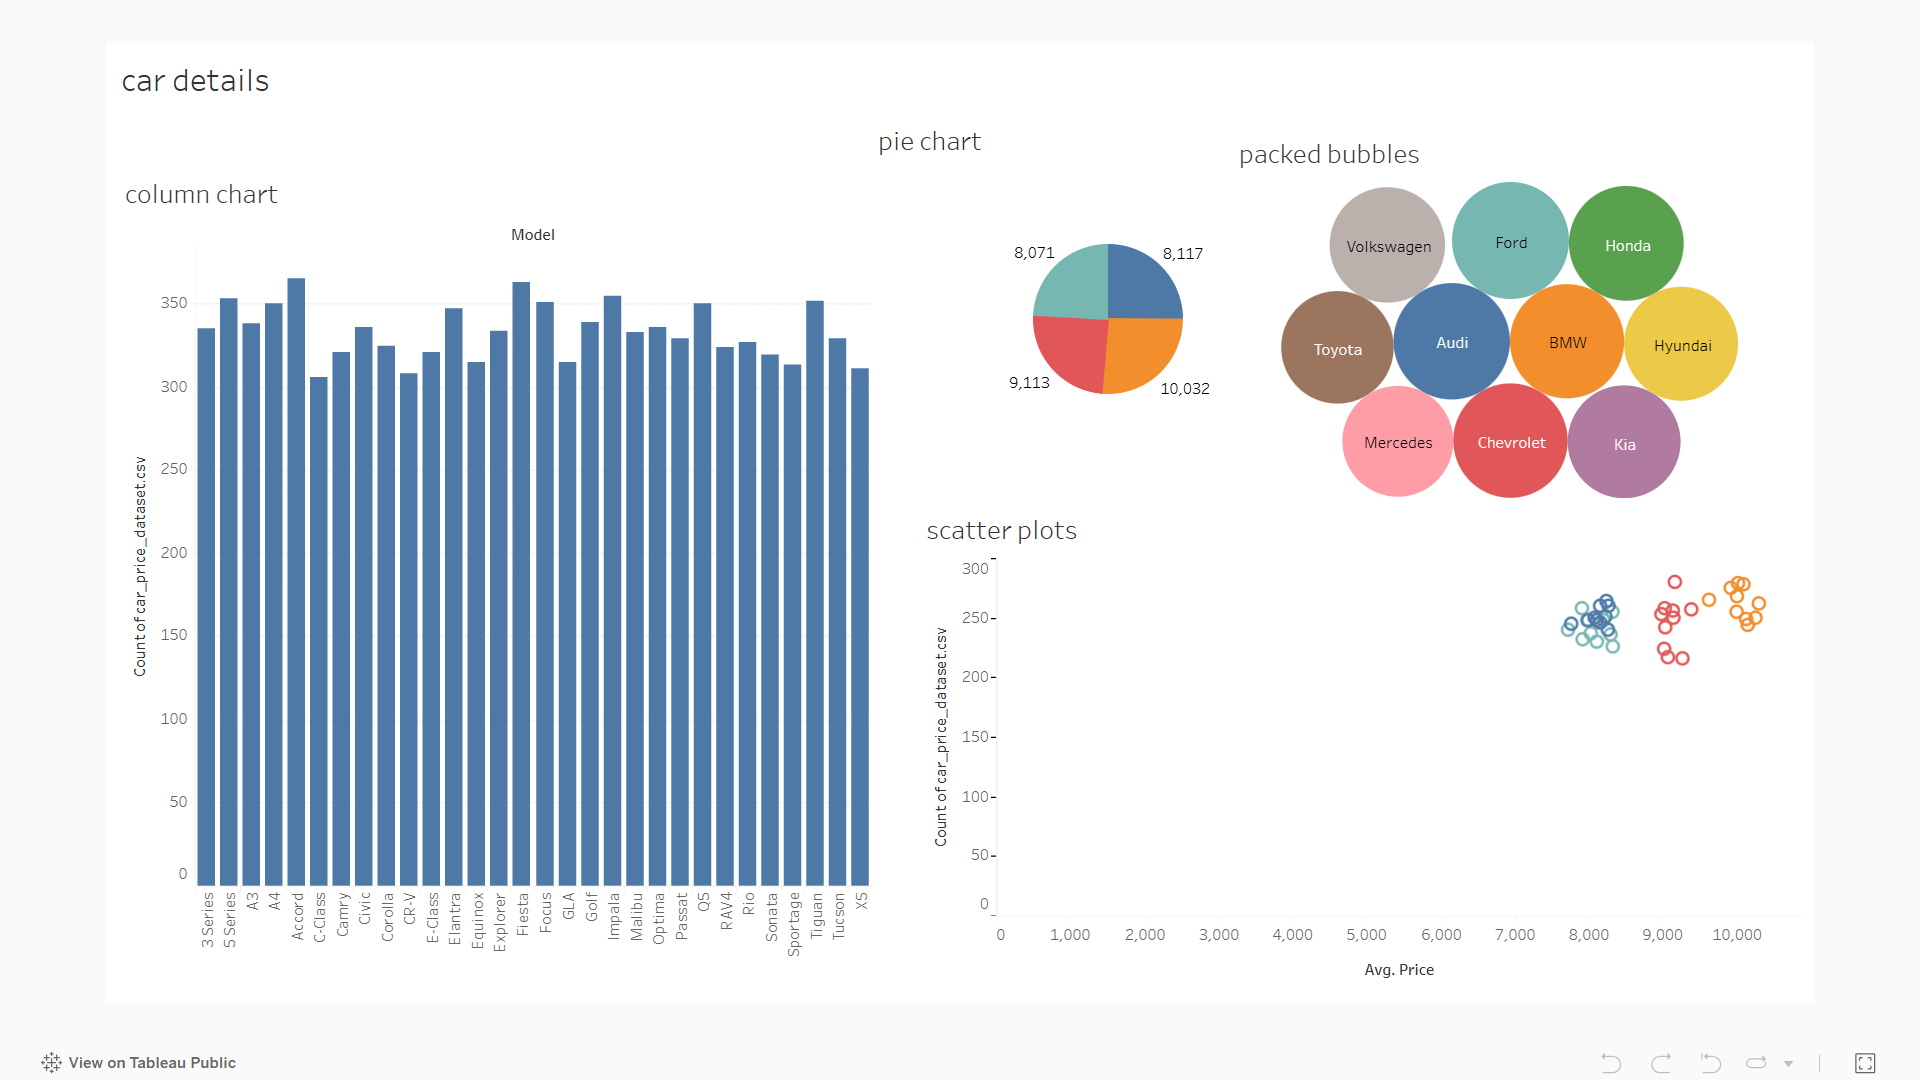 car details
column chart
Model
Count of car_price_dataset.csv
350
300
250
200
150
100
50
0
3 Series
5 Series
A3
A4
Accord
C-Class
Camry
Civic
Corolla
CR-V
E-Class
Elantra
Equinox
Explorer
Fiesta
Focus
GLA
Golf
Impala
Malibu
Optima
Passat
Q5
RAV4
Rio
Sonata
Sportage
Tiguan
Tucson
X5
pie chart
8,071
8,117
9,113
10,032
packed bubbles
Volkswagen
Ford
Honda
Toyota
Audi
BMW
Hyundai
Mercedes
Chevrolet
Kia
scatter plots
Count of car_price_dataset.csv
300
250
200
150
100
50
0
0
1,000
2,000
3,000
4,000
5,000
6,000
7,000
8,000
9,000
10,000
Avg. Price
View on Tableau Public